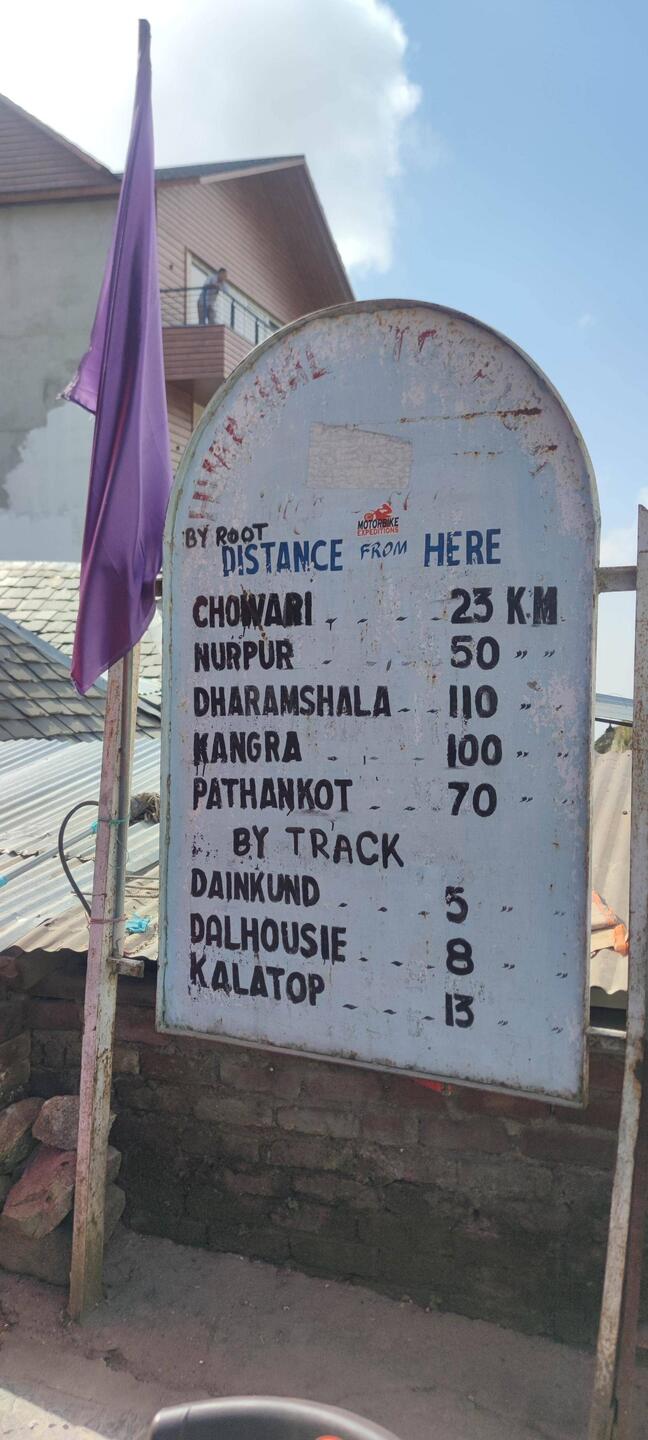 BY ROOT
MOTORBIKE
EXPEDITIONS
DISTANCE FROM HERE
CHOWARI . . . . 23 K.M
NURPUR . . . . 50 " "
DHARAMSHALA . . 110 " "
KANGRA . . . . 100 " "
PATHANKOT . . . 70 " "
BY TRACK
DAINKUND . . . 5 "
DALHOUSIE . . . 8 " "
KALATOP . . . . 13 " "